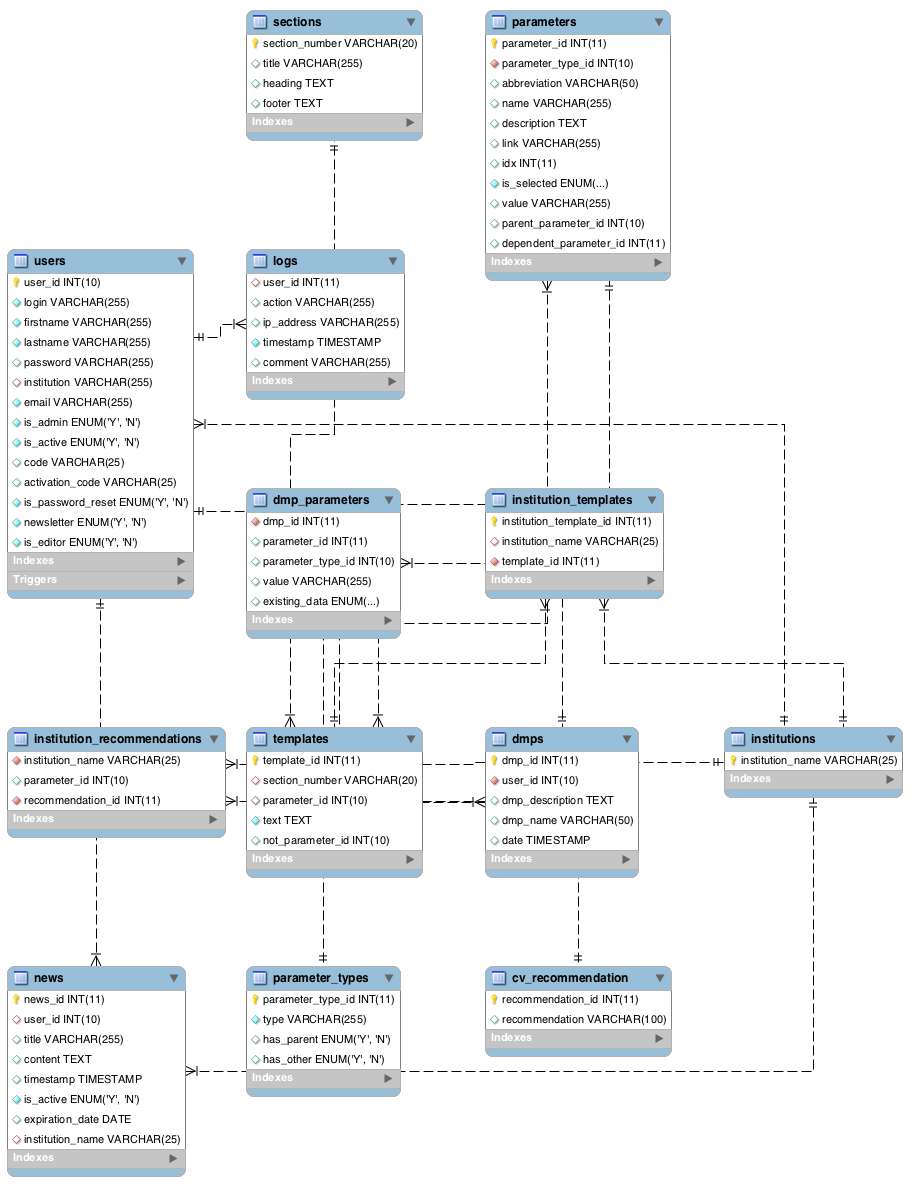 sections
section_number VARCHAR(20)
title VARCHAR(255)
heading TEXT
footer TEXT
Indexes
parameters
parameter_id INT(11)
parameter_type_id INT(10)
abbreviation VARCHAR(50)
name VARCHAR(255)
description TEXT
link VARCHAR(255)
idx INT(11)
is_selected ENUM(...)
value VARCHAR(255)
parent_parameter_id INT(10)
dependent_parameter_id INT(11)
Indexes
users
user_id INT(10)
login VARCHAR(255)
firstname VARCHAR(255)
lastname VARCHAR(255)
password VARCHAR(255)
institution VARCHAR(255)
email VARCHAR(255)
is_admin ENUM('Y', 'N')
is_active ENUM('Y', 'N')
code VARCHAR(25)
activation_code VARCHAR(25)
is_password_reset ENUM('Y', 'N')
newsletter ENUM('Y', 'N')
is_editor ENUM('Y', 'N')
Indexes
Triggers
logs
user_id INT(11)
action VARCHAR(255)
ip_address VARCHAR(255)
timestamp TIMESTAMP
comment VARCHAR(255)
Indexes
dmp_parameters
dmp_id INT(11)
parameter_id INT(11)
parameter_type_id INT(10)
value VARCHAR(255)
existing_data ENUM(...)
Indexes
institution_templates
institution_template_id INT(11)
institution_name VARCHAR(25)
template_id INT(11)
Indexes
institution_recommendations
institution_name VARCHAR(25)
parameter_id INT(10)
recommendation_id INT(11)
Indexes
templates
template_id INT(11)
section_number VARCHAR(20)
parameter_id INT(10)
text TEXT
not_parameter_id INT(10)
Indexes
dmps
dmp_id INT(11)
user_id INT(10)
dmp_description TEXT
dmp_name VARCHAR(50)
date TIMESTAMP
Indexes
institutions
institution_name VARCHAR(25)
Indexes
news
news_id INT(11)
user_id INT(10)
title VARCHAR(255)
content TEXT
timestamp TIMESTAMP
is_active ENUM('Y', 'N')
expiration_date DATE
institution_name VARCHAR(25)
Indexes
parameter_types
parameter_type_id INT(11)
type VARCHAR(255)
has_parent ENUM('Y', 'N')
has_other ENUM('Y', 'N')
Indexes
cv_recommendation
recommendation_id INT(11)
recommendation VARCHAR(100)
Indexes